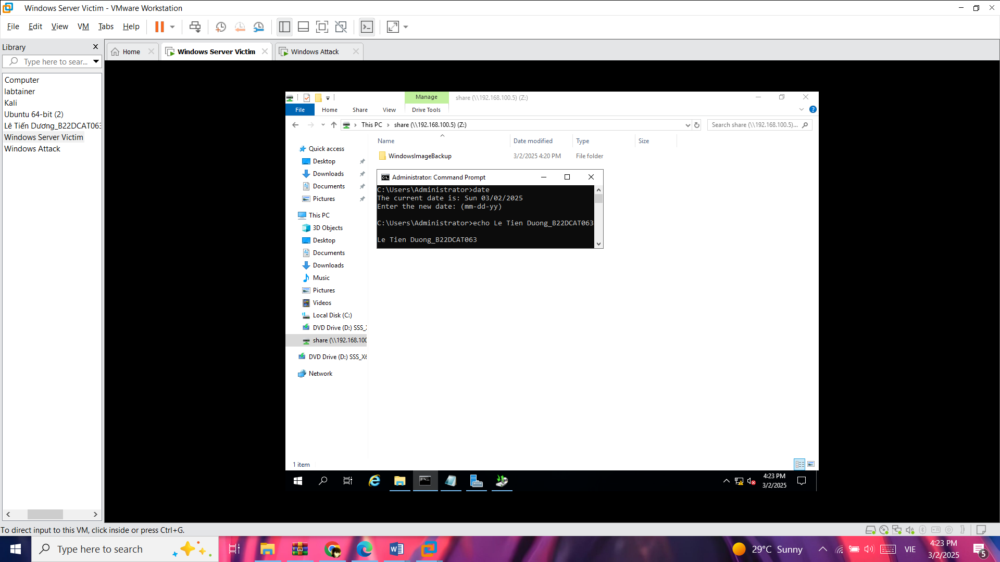 Windows Server Victim - VMware Workstation
File Edit View VM Tabs Help
Library
Type here to sear...
Home
Windows Server Victim
Windows Attack
Computer
labtainer
Kali
Ubuntu 64-bit (2)
Lê Tiến Dương_B22DCAT063
Windows Server Victim
Windows Attack
Manage
share (\\192.168.100.5) (Z:)
File Home Share View Drive Tools
This PC > share (\\192.168.100.5) (Z:)
Search share (\\192.168.100.5)...
Name Date modified Type Size
WindowsImageBackup 3/2/2025 4:20 PM File folder
Quick access
Desktop
Downloads
Documents
Pictures
This PC
3D Objects
Desktop
Documents
Downloads
Music
Pictures
Videos
Local Disk (C:)
DVD Drive (D:) SSS_
share (\\192.168.100
DVD Drive (D:) SSS_X6
Network
Administrator: Command Prompt
C:\Users\Administrator>date
The current date is: Sun 03/02/2025
Enter the new date: (mm-dd-yy)
C:\Users\Administrator>echo Le Tien Duong_B22DCAT063
Le Tien Duong_B22DCAT063
1 item
4:23 PM
3/2/2025
To direct input to this VM, click inside or press Ctrl+G.
Type here to search
29°C Sunny
VIE
4:23 PM
3/2/2025
5